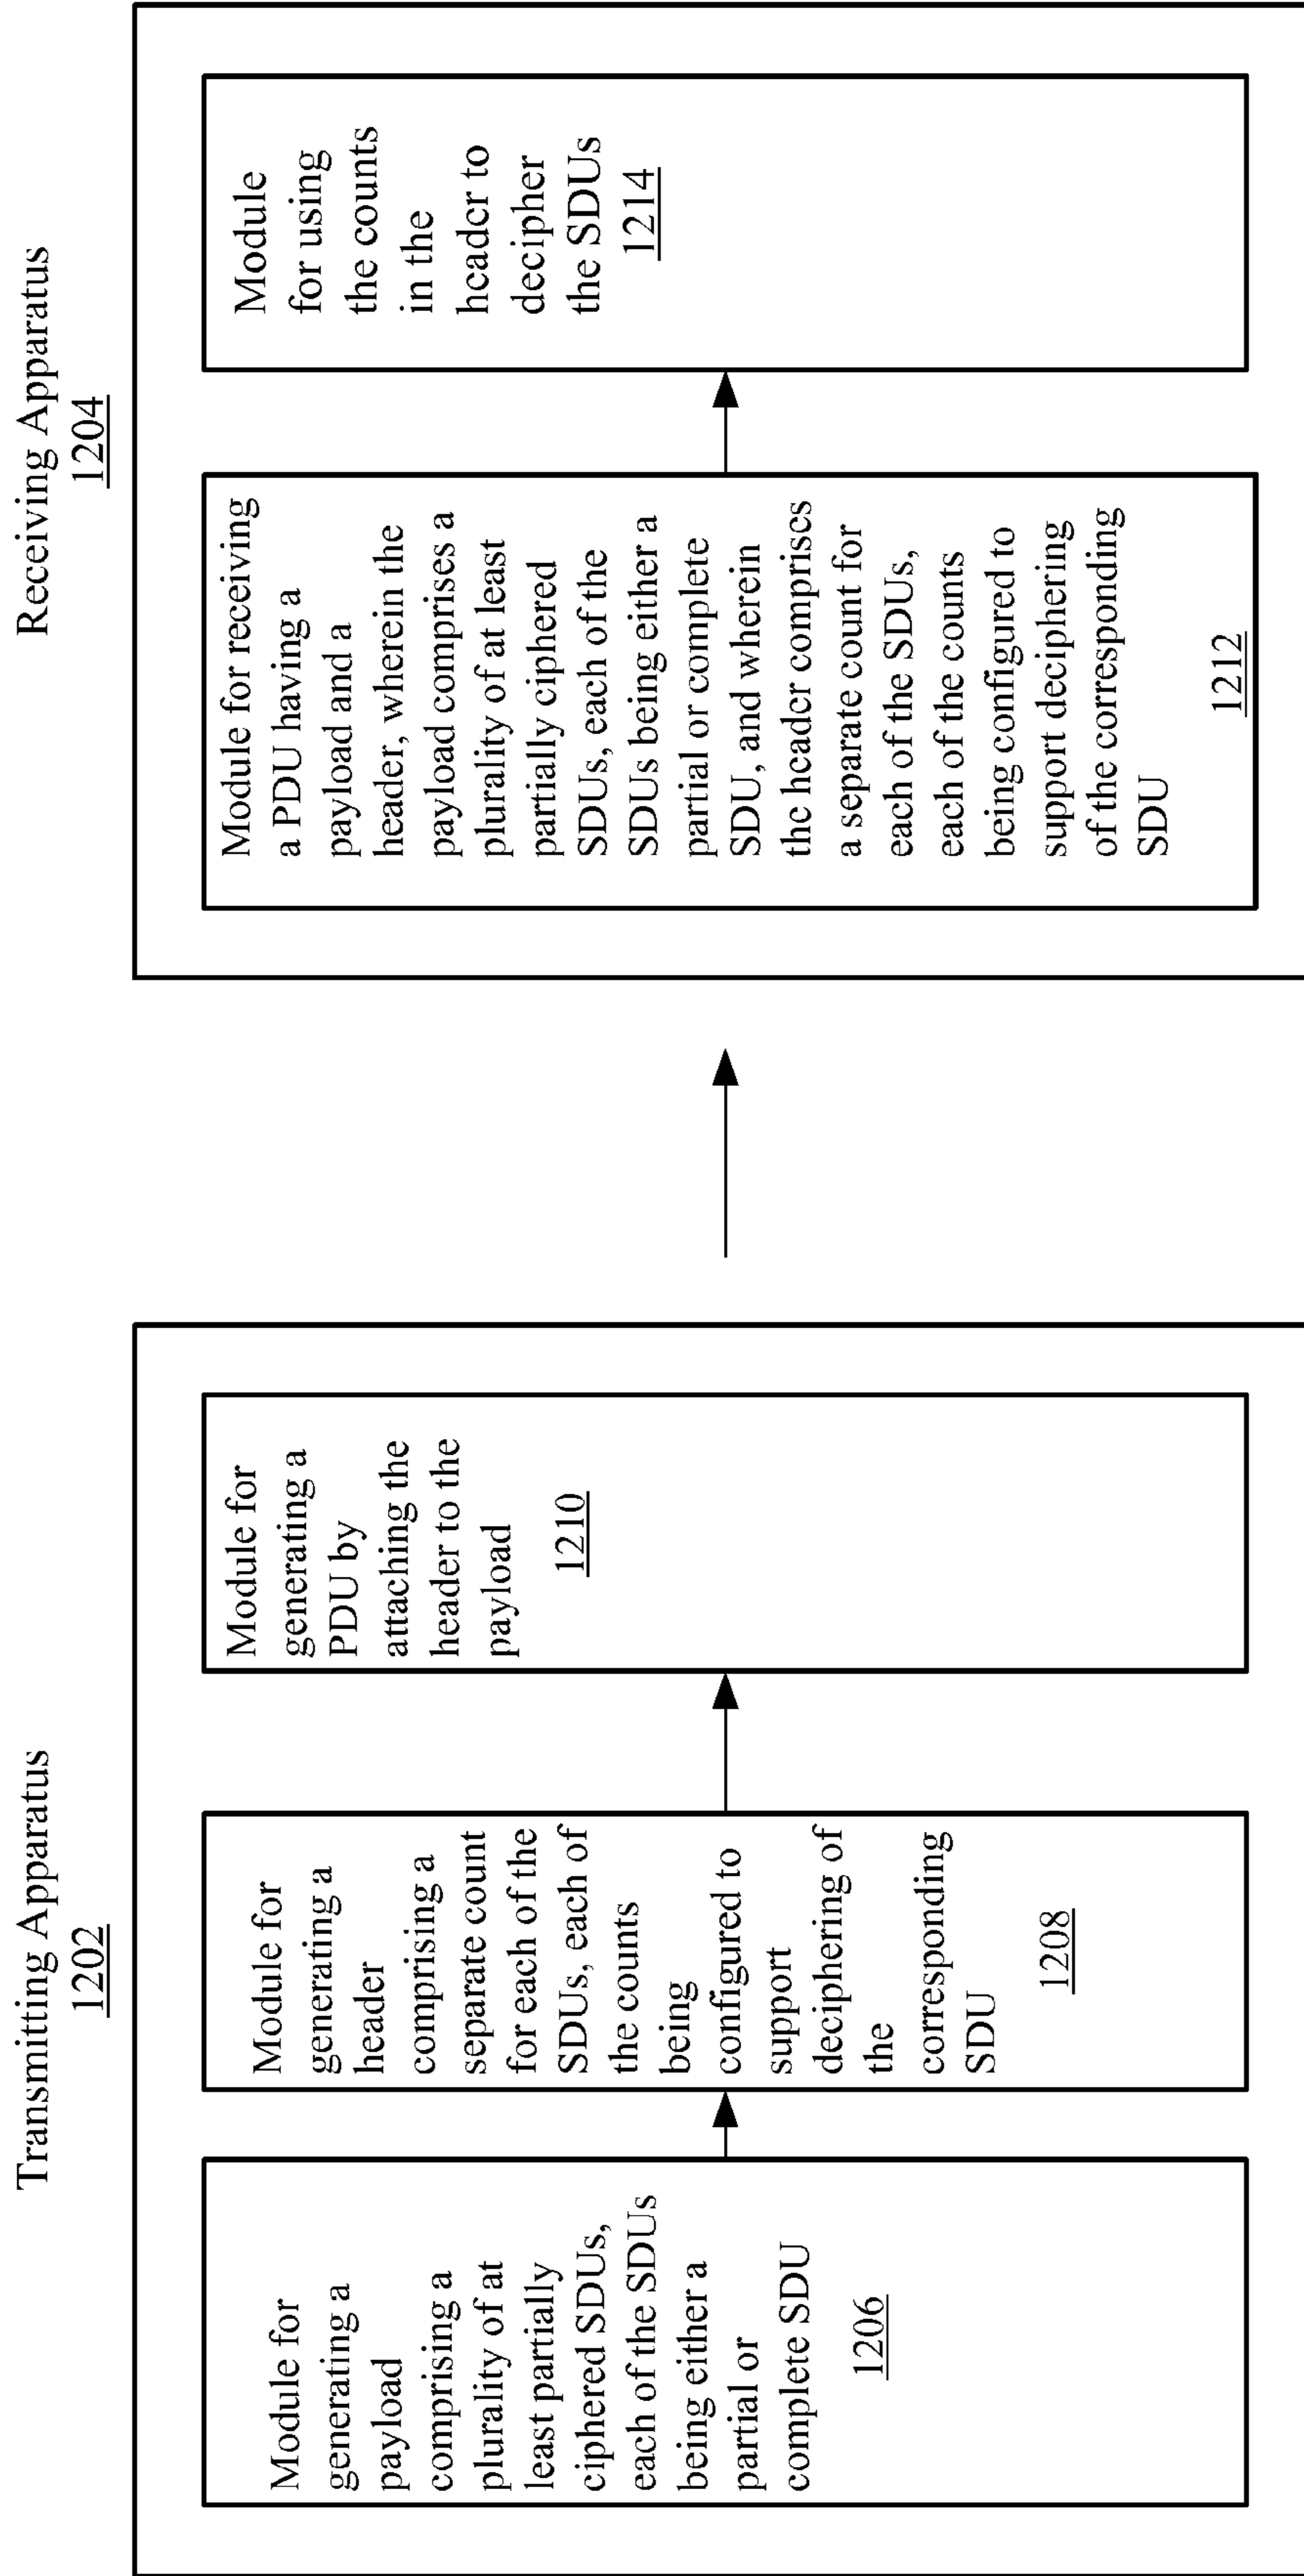 Transmitting Apparatus
1202
Module for
generating a
payload
comprising a
plurality of at
least partially
ciphered SDUs,
each of the SDUs
being either a
partial or
complete SDU
1206
Module for
generating a
header
comprising a
separate count
for each of the
SDUs, each of
the counts
being
configured to
support
deciphering of
the
corresponding
SDU
1208
Module for
generating a
PDU by
attaching the
header to the
payload
1210
Receiving Apparatus
1204
Module for receiving
a PDU having a
payload and a
header, wherein the
payload comprises a
plurality of at least
partially ciphered
SDUs, each of the
SDUs being either a
partial or complete
SDU, and wherein
the header comprises
a separate count for
each of the SDUs,
each of the counts
being configured to
support deciphering
of the corresponding
SDU
1212
Module
for using
the counts
in the
header to
decipher
the SDUs
1214